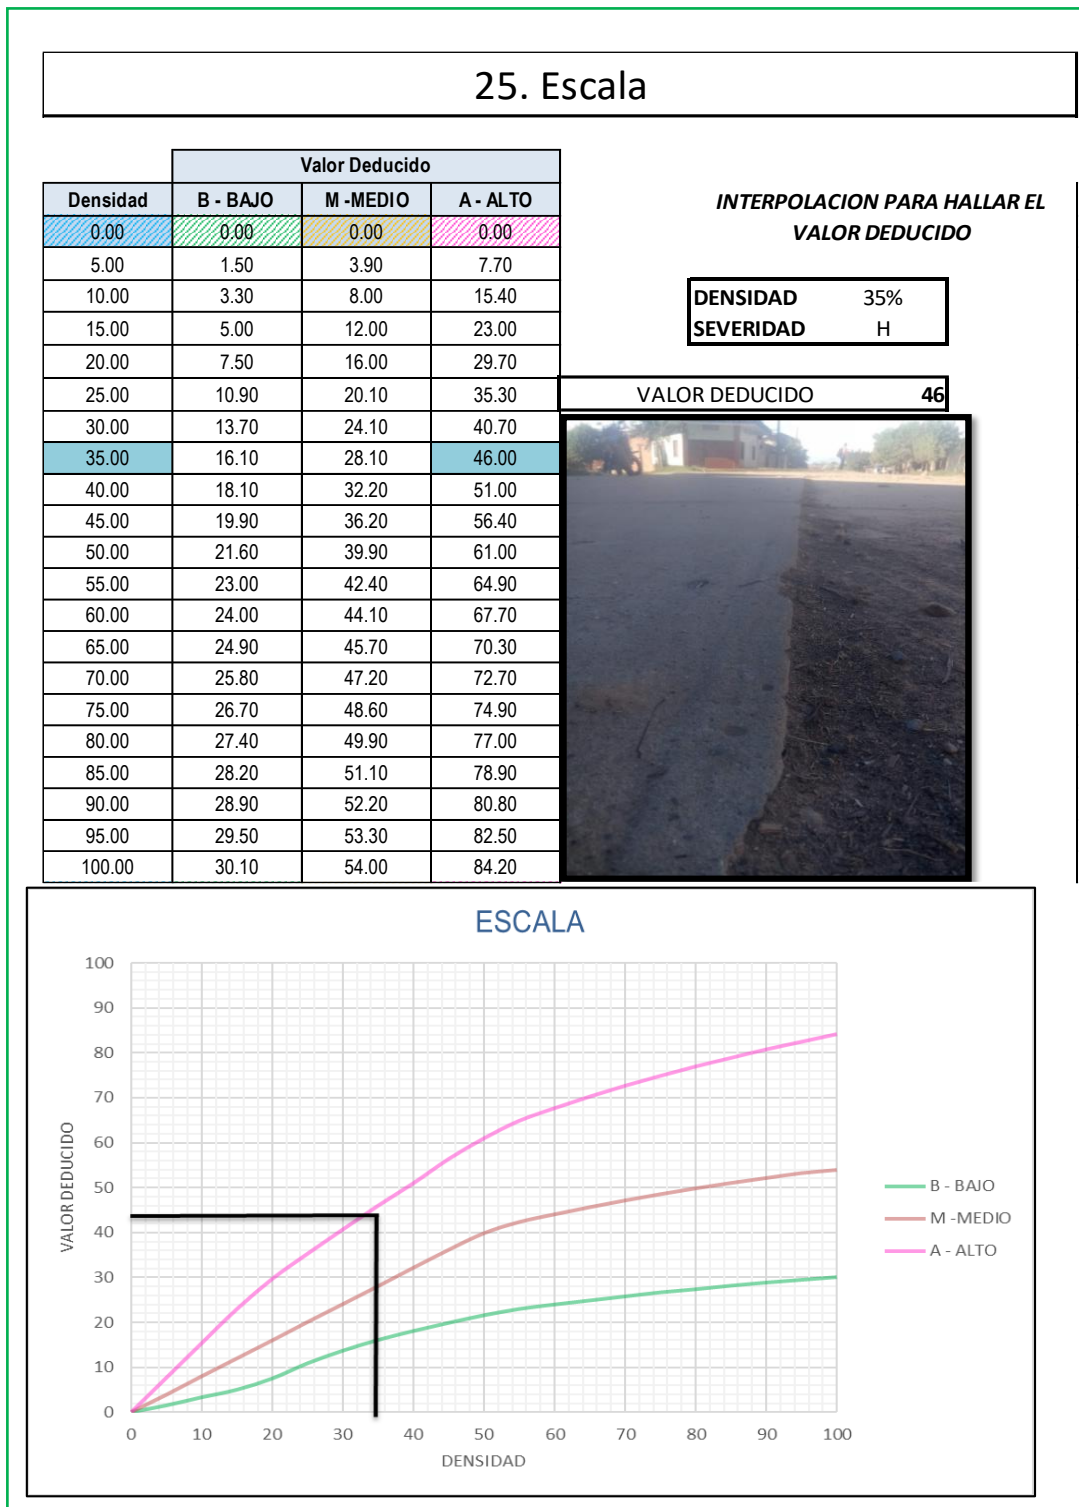 25. Escala
Valor Deducido
Densidad B - BAJO M -MEDIO A - ALTO
0.00 0.00 0.00 0.00
5.00 1.50 3.90 7.70
10.00 3.30 8.00 15.40
15.00 5.00 12.00 23.00
20.00 7.50 16.00 29.70
25.00 10.90 20.10 35.30
30.00 13.70 24.10 40.70
35.00 16.10 28.10 46.00
40.00 18.10 32.20 51.00
45.00 19.90 36.20 56.40
50.00 21.60 39.90 61.00
55.00 23.00 42.40 64.90
60.00 24.00 44.10 67.70
65.00 24.90 45.70 70.30
70.00 25.80 47.20 72.70
75.00 26.70 48.60 74.90
80.00 27.40 49.90 77.00
85.00 28.20 51.10 78.90
90.00 28.90 52.20 80.80
95.00 29.50 53.30 82.50
100.00 30.10 54.00 84.20
INTERPOLACION PARA HALLAR EL
VALOR DEDUCIDO
DENSIDAD 35%
SEVERIDAD H
VALOR DEDUCIDO 46
ESCALA
VALOR DEDUCIDO
100
90
80
70
60
50
40
30
20
10
0
0 10 20 30 40 50 60 70 80 90 100
DENSIDAD
B - BAJO
M -MEDIO
A - ALTO